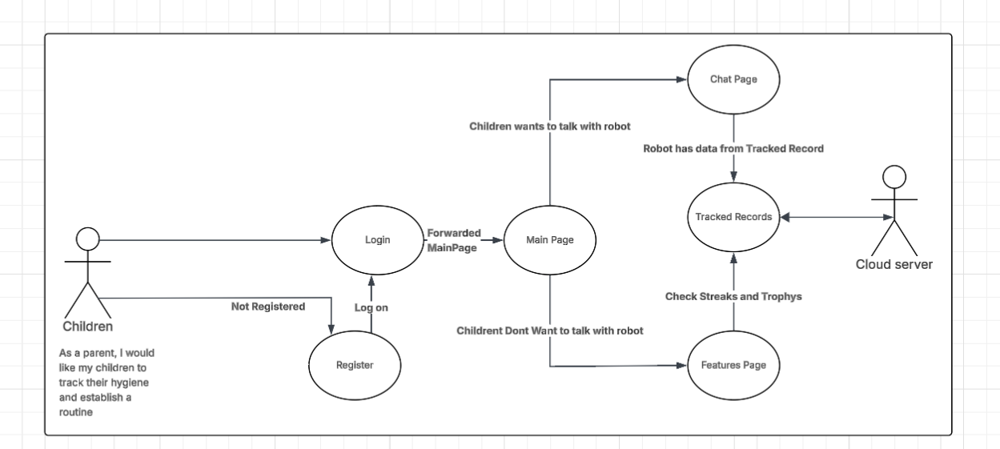 Chat Page
Children wants to talk with robot
Robot has data from Tracked Record
Tracked Records
Cloud server
Login
Forwarded
MainPage
Main Page
Not Registered
Log on
Check Streaks and Trophys
Children
Childrent Dont Want to talk with robot
Register
Features Page
As a parent, I would
like my children to
track their hygiene
and establish a
routine